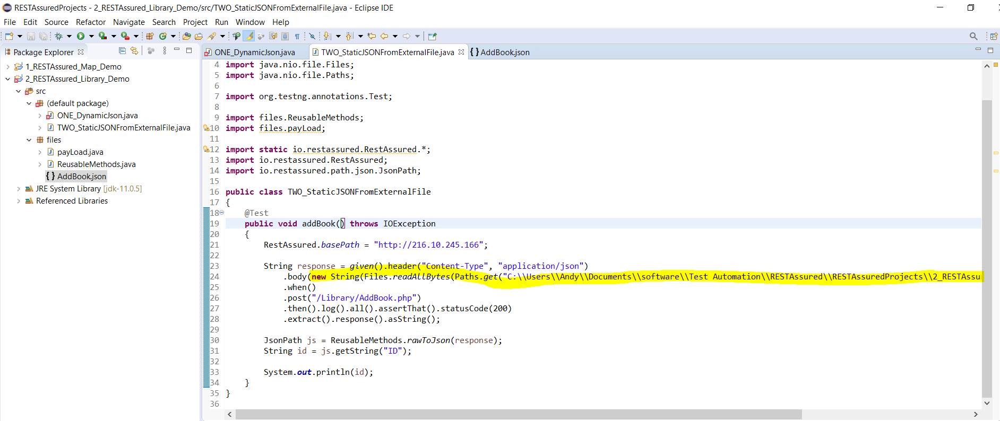 RESTAssuredProjects - 2_RESTAssured_Library_Demo/src/TWO_StaticJSONFromExternalFile.java - Eclipse IDE
File Edit Source Refactor Navigate Search Project Run Window Help
Package Explorer
ONE_DynamicJson.java TWO_StaticJSONFromExternalFile.java { } AddBook.json
1_RESTAssured_Map_Demo
2_RESTAssured_Library_Demo
src
(default package)
ONE_DynamicJson.java
TWO_StaticJSONFromExternalFile.java
files
payLoad.java
ReusableMethods.java
{ } AddBook.json
JRE System Library [jdk-11.0.5]
Referenced Libraries
4 import java.nio.file.Files;
5 import java.nio.file.Paths;
6
7 import org.testng.annotations.Test;
8
9 import files.ReusableMethods;
10 import files.payLoad;
11
12 import static io.restassured.RestAssured.*;
13 import io.restassured.RestAssured;
14 import io.restassured.path.json.JsonPath;
15
16 public class TWO_StaticJSONFromExternalFile
17 {
18 @Test
19 public void addBook() throws IOException
20 {
21 RestAssured.basePath = "http://216.10.245.166";
22
23 String response = given().header("Content-Type", "application/json")
24 .body(new String(Files.readAllBytes(Paths.get("C:\\Users\\Andy\\Documents\\software\\Test Automation\\RESTAssured\\RESTAssuredProjects\\2_RESTAssu
25 .when()
26 .post("/Library/AddBook.php")
27 .then().log().all().assertThat().statusCode(200)
28 .extract().response().asString();
29
30 JsonPath js = ReusableMethods.rawToJson(response);
31 String id = js.getString("ID");
32
33 System.out.println(id);
34 }
35 }
36